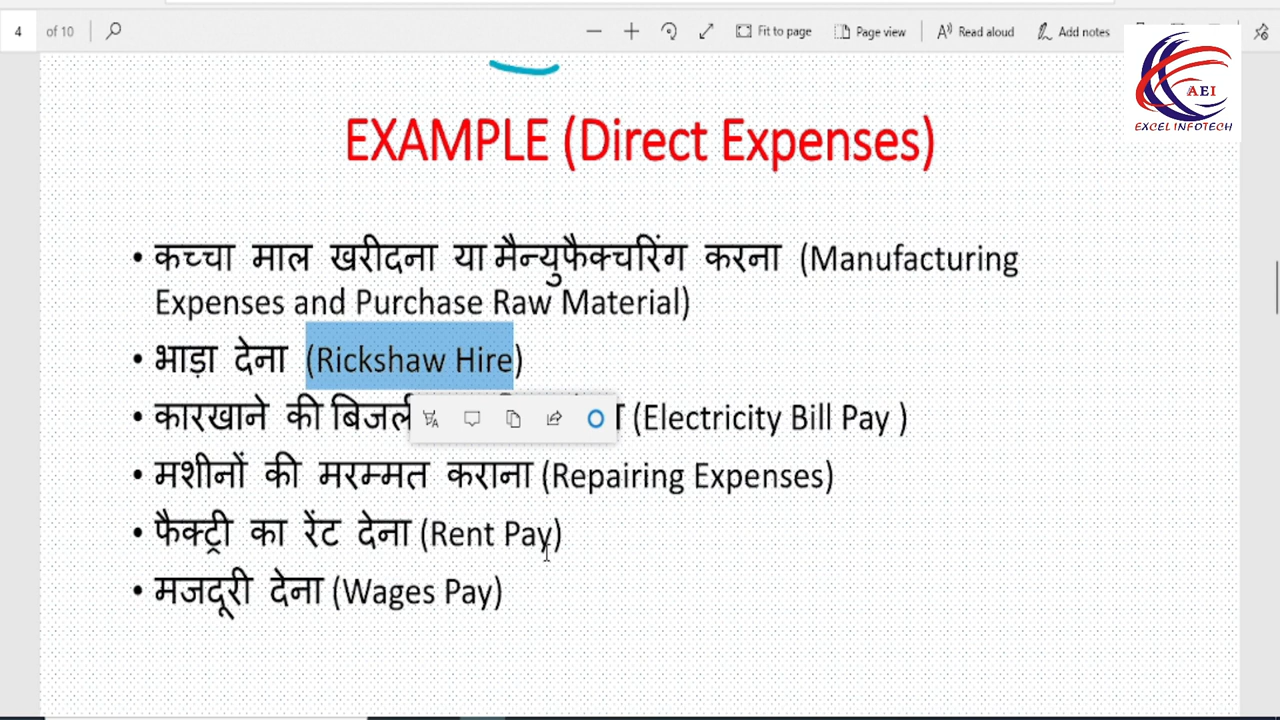 4 of 10 Fit to page Page view Read aloud Add notes
AEI
EXCEL INFOTECH
EXAMPLE (Direct Expenses)
• कच्चा माल खरीदना या मैन्युफैक्चरिंग करना (Manufacturing
Expenses and Purchase Raw Material)
• भाड़ा देना (Rickshaw Hire)
• कारखाने की (Electricity Bill Pay )
• मशीनों की मरम्मत कराना (Repairing Expenses)
• फैक्ट्री का रेंट देना (Rent Pay)
• मजदूरी देना (Wages Pay)